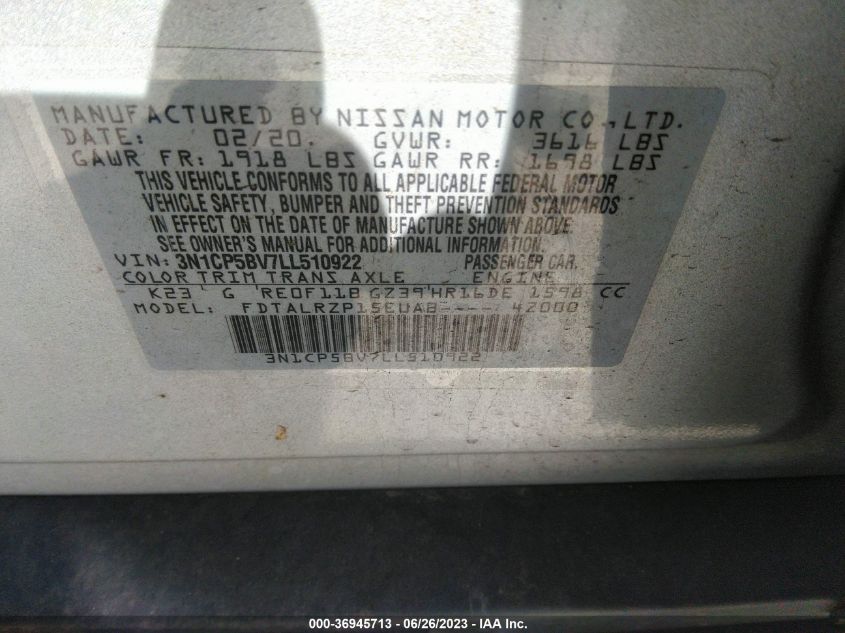 MANUFACTURED BY NISSAN MOTOR CO.,LTD.
DATE: 02/20. GVWR: 3616 LBS
GAWR FR: 1918 LBS GAWR RR: 1698 LBS
THIS VEHICLE CONFORMS TO ALL APPLICABLE FEDERAL MOTOR
VEHICLE SAFETY, BUMPER AND THEFT PREVENTION STANDARDS
IN EFFECT ON THE DATE OF MANUFACTURE SHOWN ABOVE.
SEE OWNER'S MANUAL FOR ADDITIONAL INFORMATION.
VIN: 3N1CP5BV7LL510922 PASSENGER CAR.
COLOR TRIM TRANS AXLE ENGINE
K23 G RE0F11B GZ39 HR16DE 1598 CC
MODEL: FDTALRZP15EUAB----- 42000
3N1CP5BV7LL510922
000-36945713 - 06/26/2023 - IAA Inc.